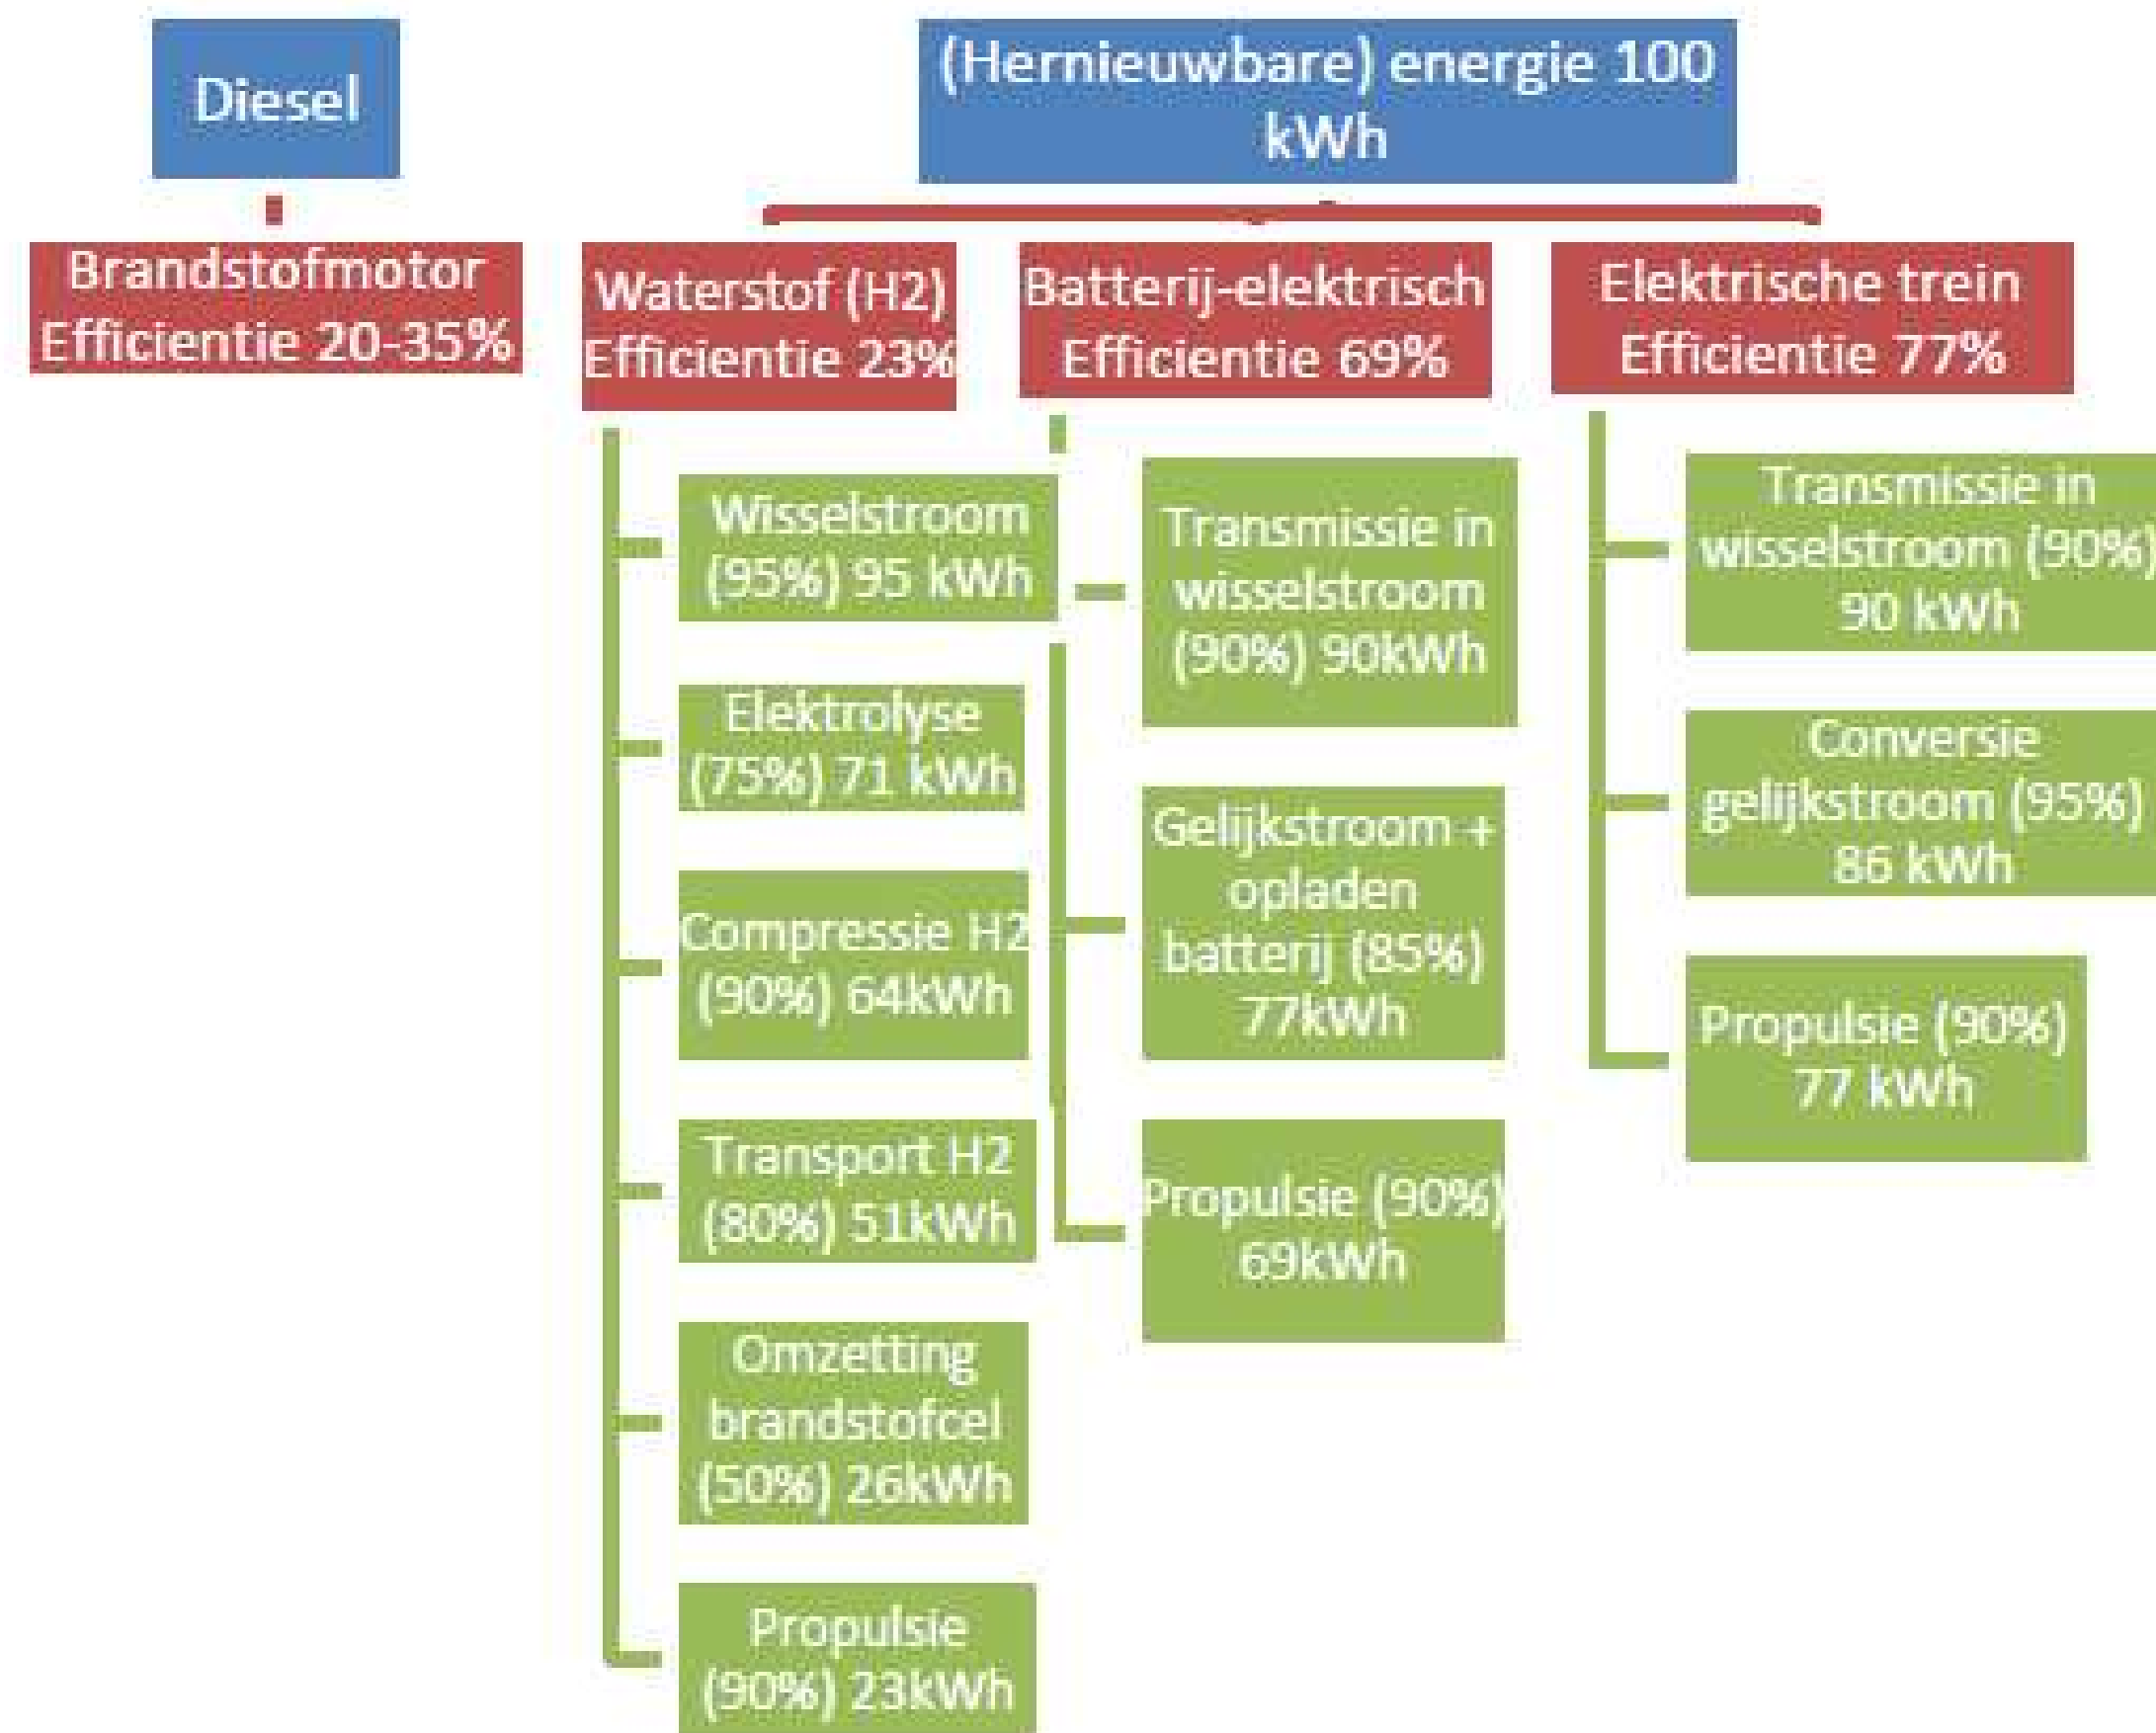 Diesel
(Hernieuwbare) energie 100
kWh
Brandstofmotor
Efficientie 20-35%
Waterstof (H2)
Efficientie 23%
Batterij-elektrisch
Efficientie 69%
Elektrische trein
Efficientie 77%
Wisselstroom
(95%) 95 kWh
Elektrolyse
(75%) 71 kWh
Compressie H2
(90%) 64kWh
Transport H2
(80%) 51kWh
Omzetting
brandstofcel
(50%) 26kWh
Propulsie
(90%) 23kWh
Transmissie in
wisselstroom
(90%) 90kWh
Gelijkstroom +
opladen
batterij (85%)
77kWh
Propulsie (90%)
69kWh
Transmissie in
wisselstroom (90%)
90 kWh
Conversie
gelijkstroom (95%)
86 kWh
Propulsie (90%)
77 kWh